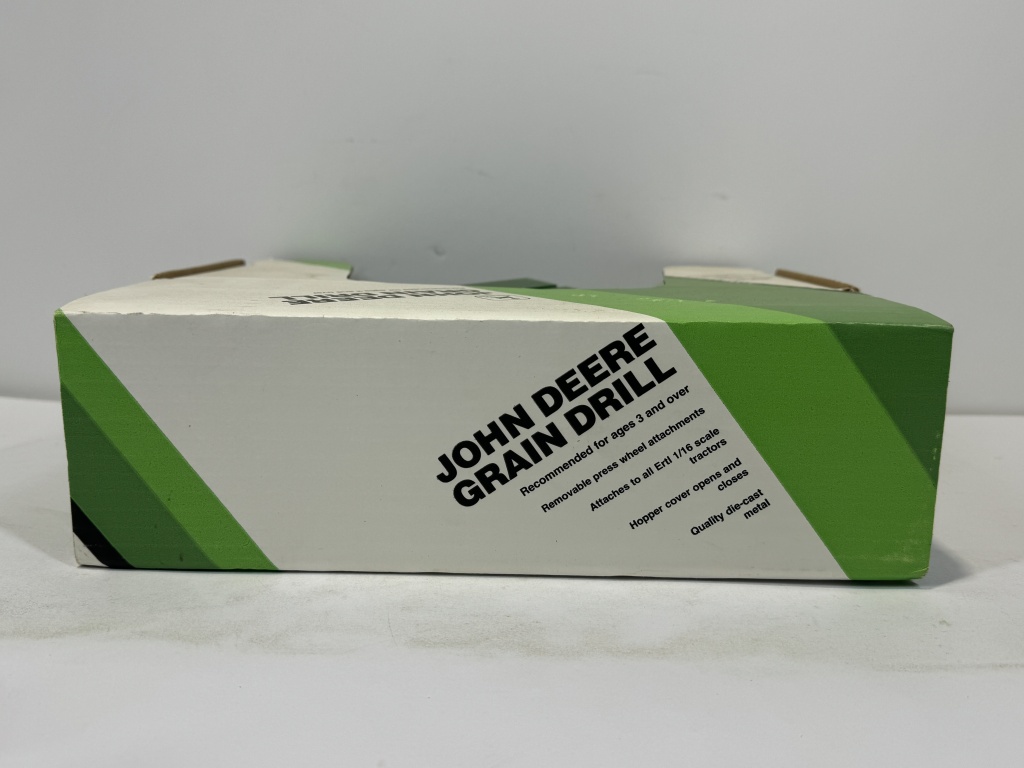 JOHN DEERE
GRAIN DRILL
Recommended for ages 3 and over
Removable press wheel attachments
Attaches to all Ertl 1/16 scale
tractors
Hopper cover opens and
closes
Quality die-cast
metal